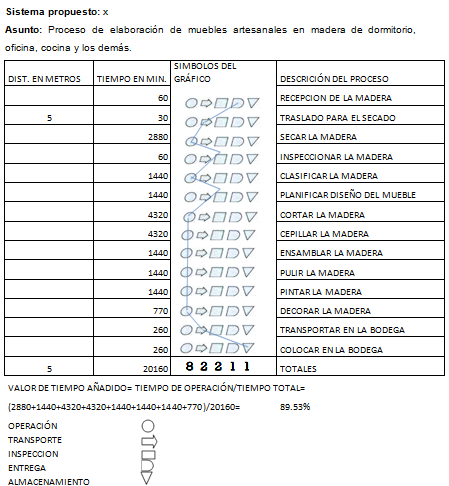 Sistema propuesto: x
Asunto: Proceso de elaboración de muebles artesanales en madera de dormitorio,
oficina, cocina y los demás.
DIST. EN METROS TIEMPO EN MIN. SIMBOLOS DEL GRÁFICO DESCRICIÓN DEL PROCESO
60 RECEPCION DE LA MADERA
5 30 TRASLADO PARA EL SECADO
2880 SECAR LA MADERA
60 INSPECCIONAR LA MADERA
1440 CLASIFICAR LA MADERA
1440 PLANIFICAR DISEÑO DEL MUEBLE
4320 CORTAR LA MADERA
4320 CEPILLAR LA MADERA
1440 ENSAMBLAR LA MADERA
1440 PULIR LA MADERA
1440 PINTAR LA MADERA
770 DECORAR LA MADERA
260 TRANSPORTAR EN LA BODEGA
260 COLOCAR EN LA BODEGA
5 20160 8 2 2 1 1 TOTALES
VALOR DE TIEMPO AÑADIDO= TIEMPO DE OPERACIÓN/TIEMPO TOTAL=
(2880+1440+4320+4320+1440+1440+1440+770)/20160= 89.53%
OPERACIÓN
TRANSPORTE
INSPECCION
ENTREGA
ALMACENAMIENTO